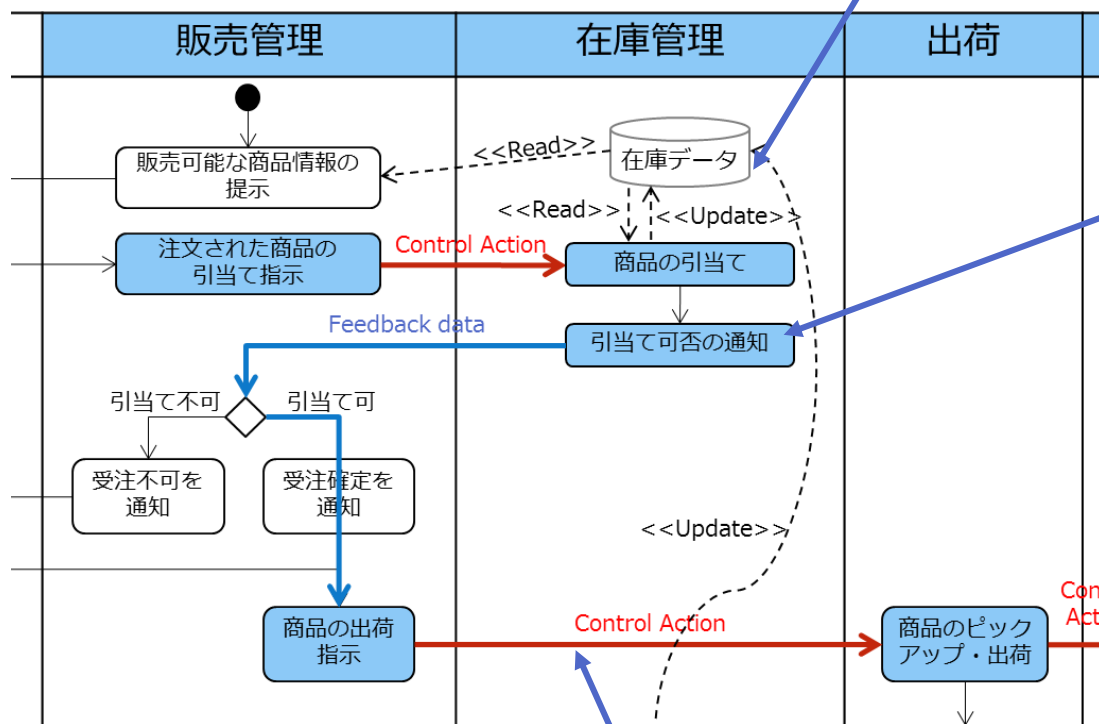 販売管理
在庫管理
出荷
販売可能な商品情報の
提示
<<Read>>
在庫データ
<<Read>>
<<Update>>
注文された商品の
引当て指示
Control Action
商品の引当て
Feedback data
引当て可否の通知
引当て不可
引当て可
受注不可を
通知
受注確定を
通知
<<Update>>
商品の出荷
指示
Control Action
商品のピック
アップ・出荷
Con
Act